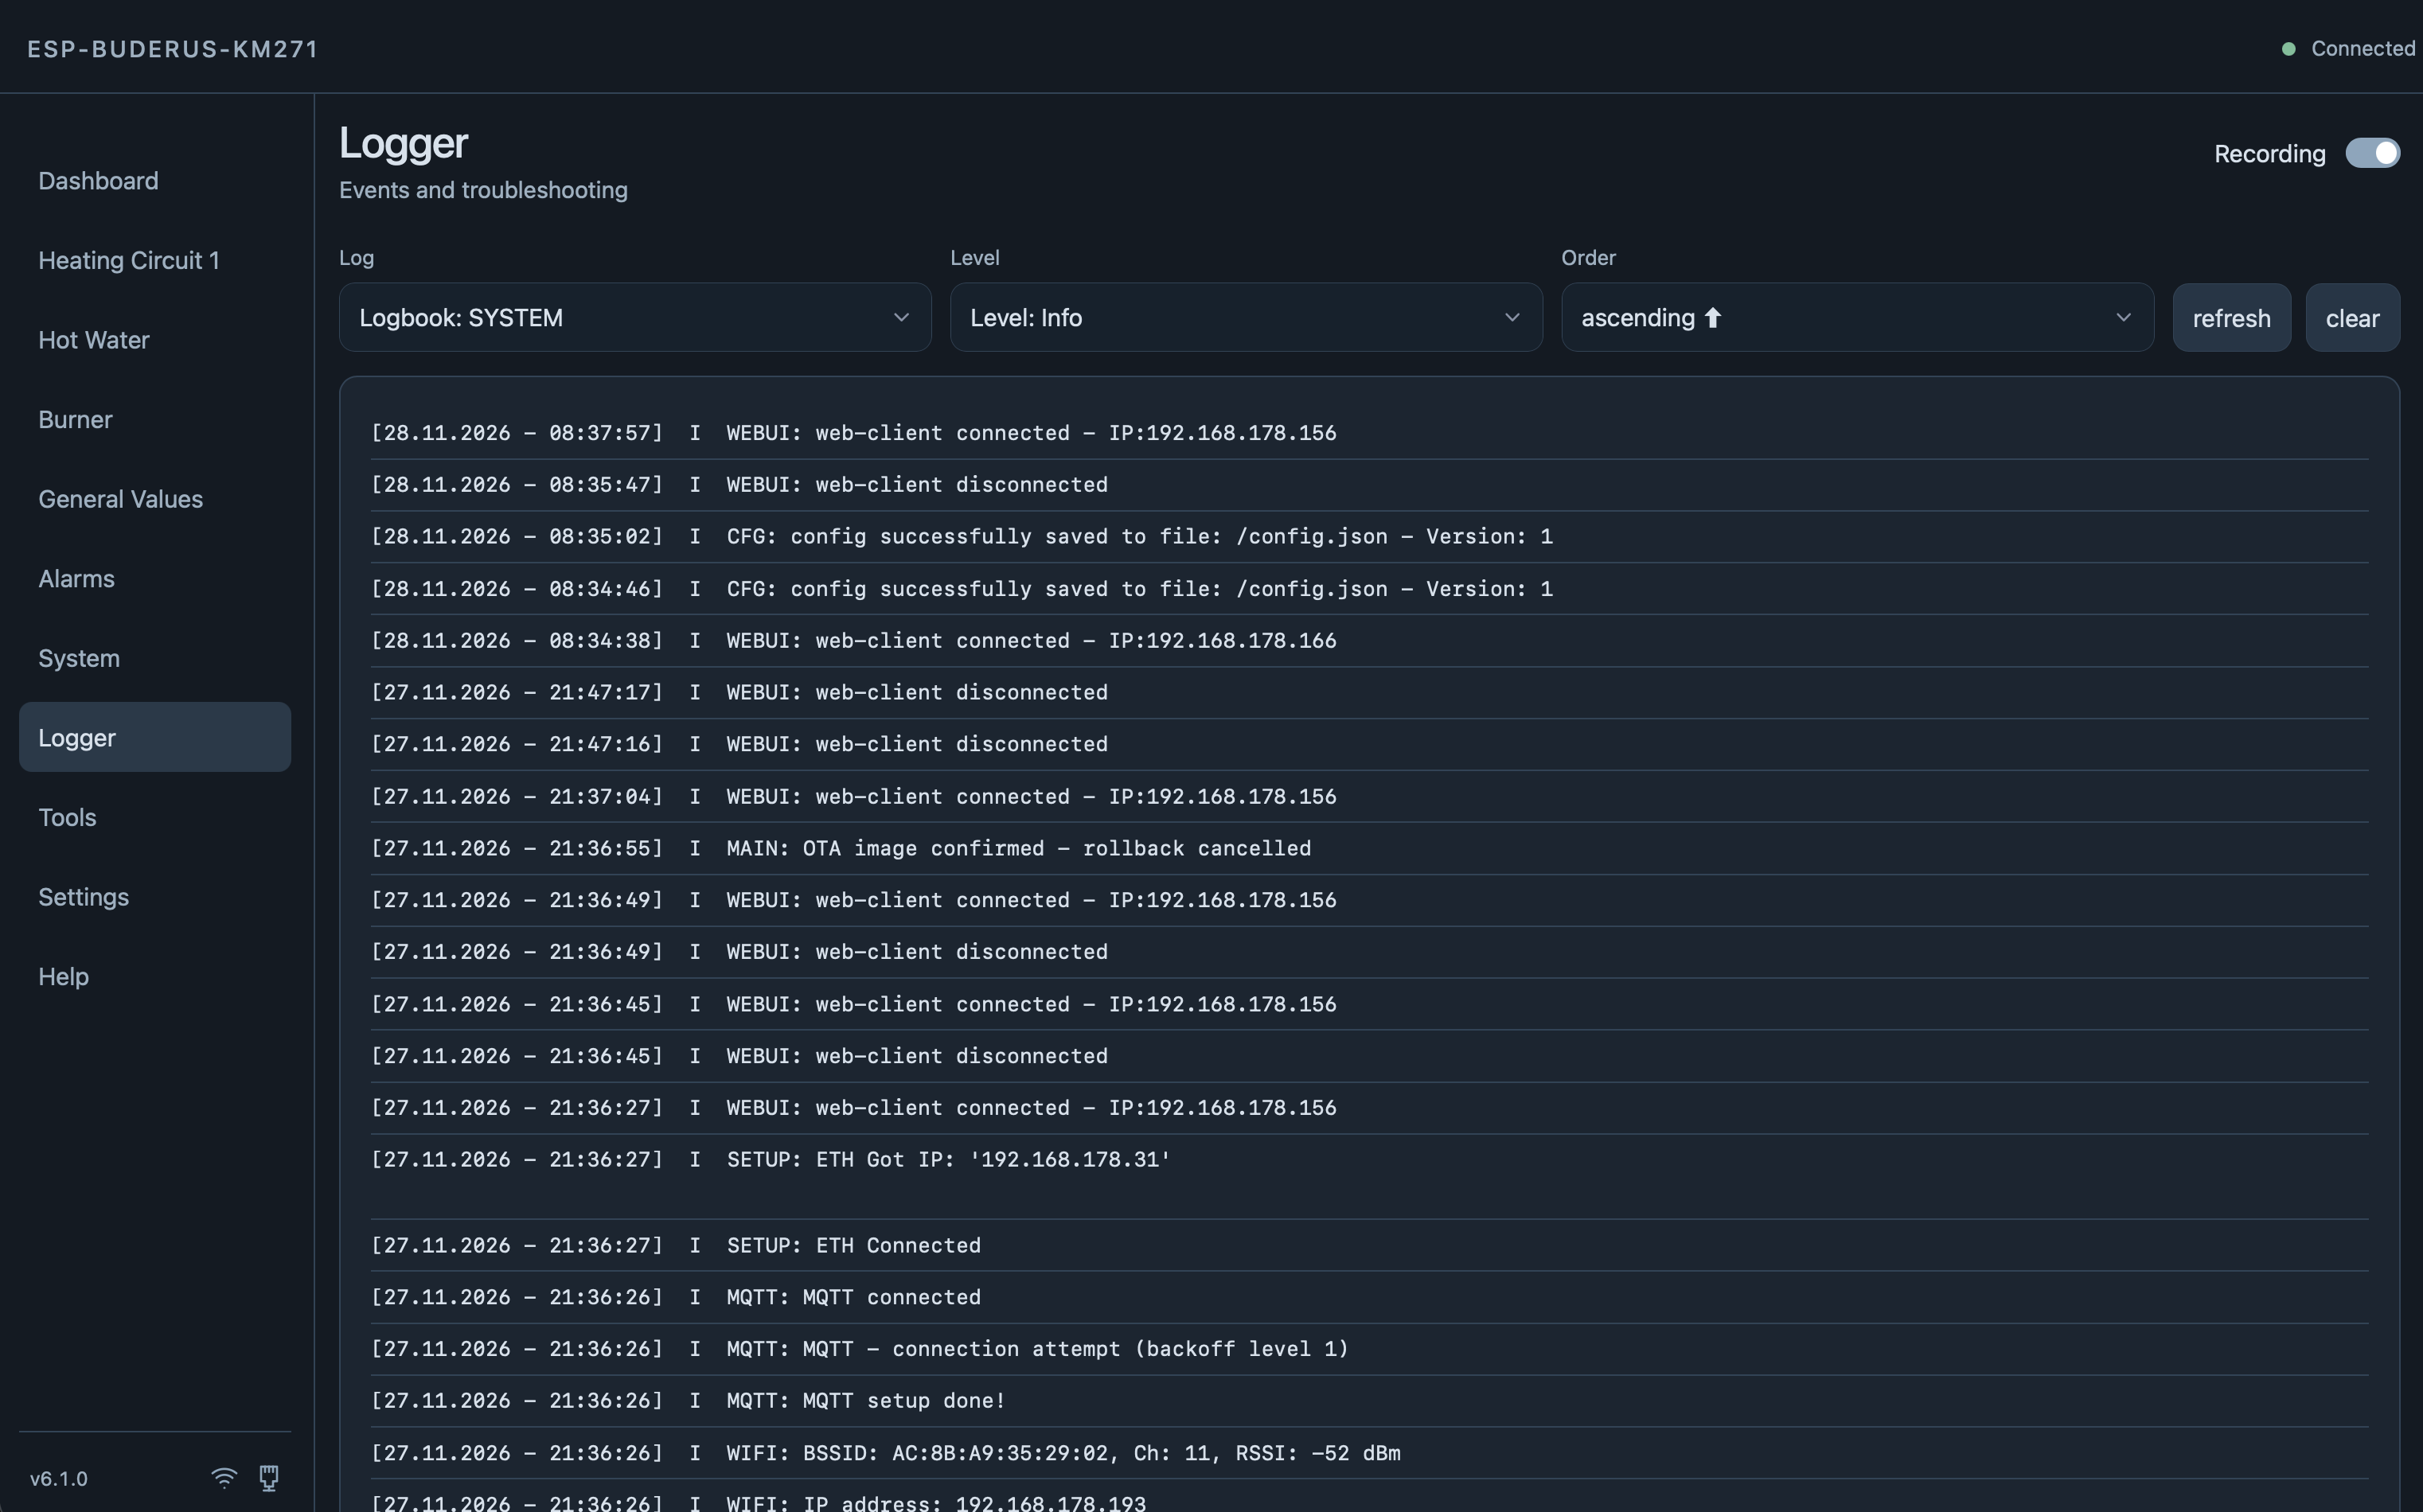 ESP-BUDERUS-KM271
Connected
Dashboard
Heating Circuit 1
Hot Water
Burner
General Values
Alarms
System
Logger
Tools
Settings
Help
v6.1.0
Logger
Events and troubleshooting
Recording
Log
Level
Order
Logbook: SYSTEM
Level: Info
ascending ⬆
refresh
clear
[28.11.2026 – 08:37:57] I WEBUI: web-client connected – IP:192.168.178.156
[28.11.2026 – 08:35:47] I WEBUI: web-client disconnected
[28.11.2026 – 08:35:02] I CFG: config successfully saved to file: /config.json – Version: 1
[28.11.2026 – 08:34:46] I CFG: config successfully saved to file: /config.json – Version: 1
[28.11.2026 – 08:34:38] I WEBUI: web-client connected – IP:192.168.178.166
[27.11.2026 – 21:47:17] I WEBUI: web-client disconnected
[27.11.2026 – 21:47:16] I WEBUI: web-client disconnected
[27.11.2026 – 21:37:04] I WEBUI: web-client connected – IP:192.168.178.156
[27.11.2026 – 21:36:55] I MAIN: OTA image confirmed – rollback cancelled
[27.11.2026 – 21:36:49] I WEBUI: web-client connected – IP:192.168.178.156
[27.11.2026 – 21:36:49] I WEBUI: web-client disconnected
[27.11.2026 – 21:36:45] I WEBUI: web-client connected – IP:192.168.178.156
[27.11.2026 – 21:36:45] I WEBUI: web-client disconnected
[27.11.2026 – 21:36:27] I WEBUI: web-client connected – IP:192.168.178.156
[27.11.2026 – 21:36:27] I SETUP: ETH Got IP: '192.168.178.31'
[27.11.2026 – 21:36:27] I SETUP: ETH Connected
[27.11.2026 – 21:36:26] I MQTT: MQTT connected
[27.11.2026 – 21:36:26] I MQTT: MQTT – connection attempt (backoff level 1)
[27.11.2026 – 21:36:26] I MQTT: MQTT setup done!
[27.11.2026 – 21:36:26] I WIFI: BSSID: AC:8B:A9:35:29:02, Ch: 11, RSSI: –52 dBm
[27.11.2026 – 21:36:26] I WIFI: IP address: 192.168.178.193